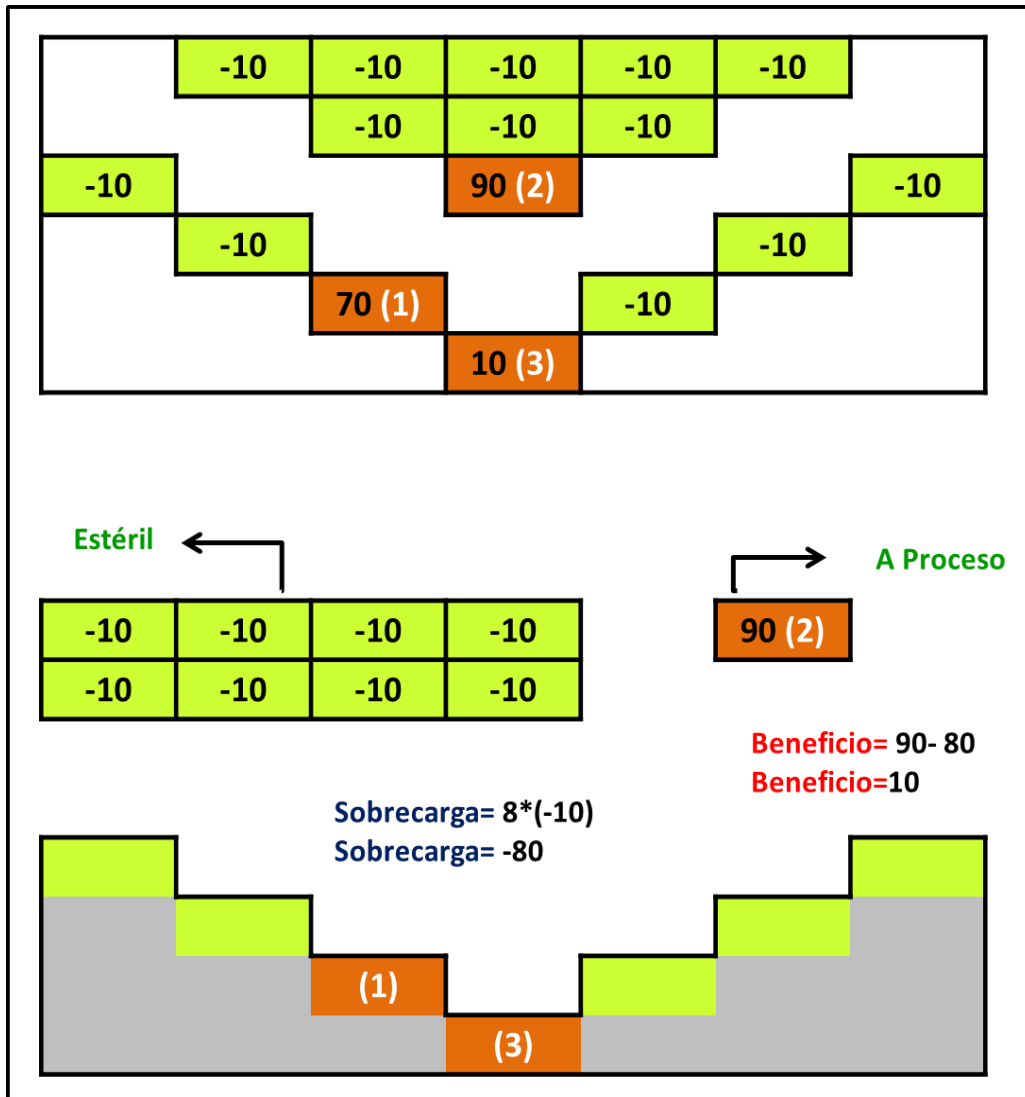 -10 -10 -10 -10 -10
-10 -10 -10
-10 90 (2) -10
-10 -10
70 (1) -10
10 (3)
Estéril
A Proceso
-10 -10 -10 -10 90 (2)
-10 -10 -10 -10
Beneficio= 90- 80
Beneficio=10
Sobrecarga= 8*(-10)
Sobrecarga= -80
(1)
(3)